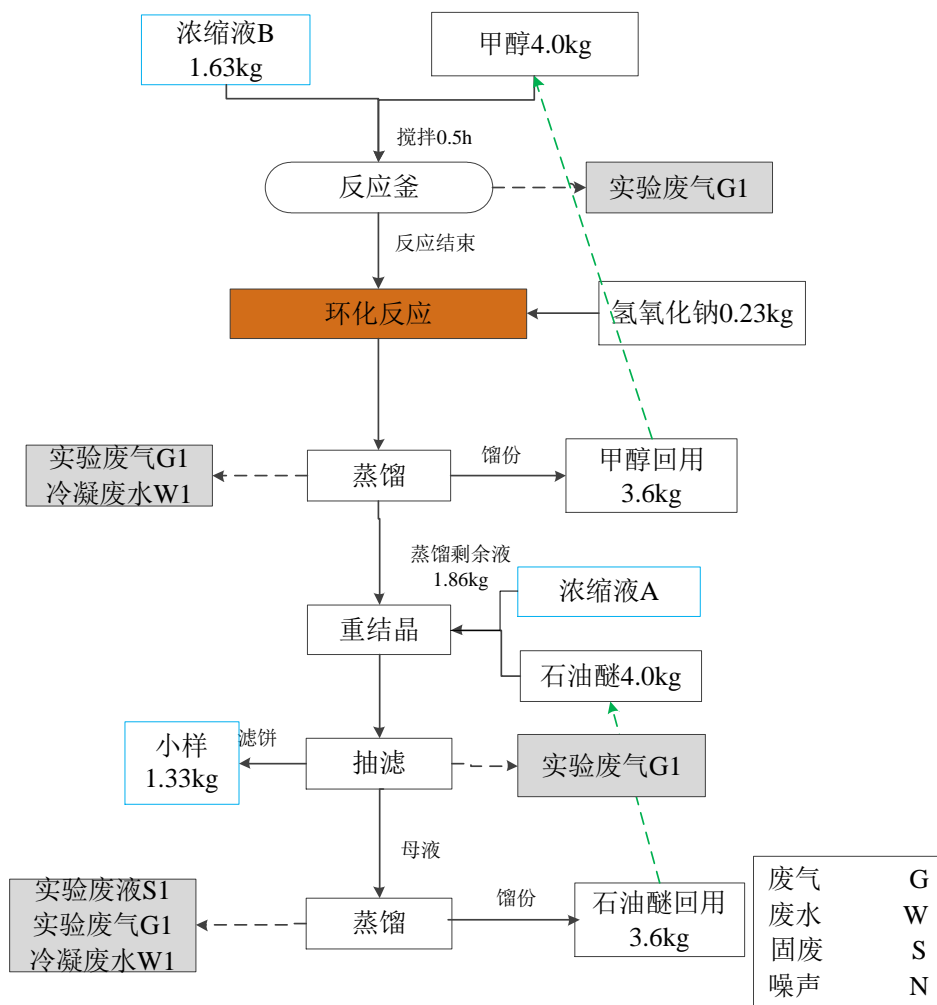 浓缩液B
1.63kg
甲醇4.0kg
搅拌0.5h
反应釜
实验废气G1
反应结束
环化反应
氢氧化钠0.23kg
实验废气G1
冷凝废水W1
蒸馏
馏份
甲醇回用
3.6kg
蒸馏剩余液
1.86kg
浓缩液A
重结晶
石油醚4.0kg
小样
1.33kg
滤饼
抽滤
实验废气G1
母液
实验废液S1
实验废气G1
冷凝废水W1
蒸馏
馏份
石油醚回用
3.6kg
废气 G
废水 W
固废 S
噪声 N